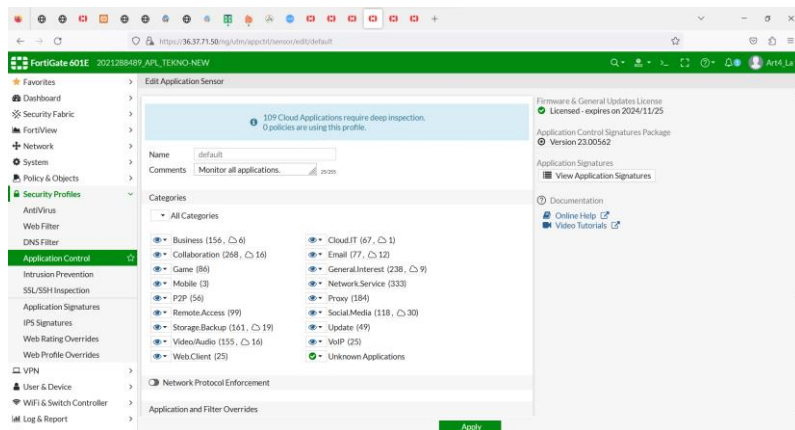 https://36.37.71.50/ng/utm/appctrl/sensor/edit/default
FortiGate 601E 2021288489_APL_TEKNO-NEW
Art4_La
Favorites
Dashboard
Security Fabric
FortiView
Network
System
Policy & Objects
Security Profiles
AntiVirus
Web Filter
DNS Filter
Application Control
Intrusion Prevention
SSL/SSH Inspection
Application Signatures
IPS Signatures
Web Rating Overrides
Web Profile Overrides
VPN
User & Device
WiFi & Switch Controller
Log & Report
Edit Application Sensor
109 Cloud Applications require deep inspection.
0 policies are using this profile.
Name default
Comments Monitor all applications. 25/255
Categories
All Categories
Business (156, 6) Cloud.IT (67, 1)
Collaboration (268, 16) Email (77, 12)
Game (86) General.Interest (238, 9)
Mobile (3) Network.Service (333)
P2P (56) Proxy (184)
Remote.Access (99) Social.Media (118, 30)
Storage.Backup (161, 19) Update (49)
Video/Audio (155, 16) VoIP (25)
Web.Client (25) Unknown Applications
Network Protocol Enforcement
Application and Filter Overrides
Apply
Firmware & General Updates License
Licensed - expires on 2024/11/25
Application Control Signatures Package
Version 23.00562
Application Signatures
View Application Signatures
Documentation
Online Help
Video Tutorials